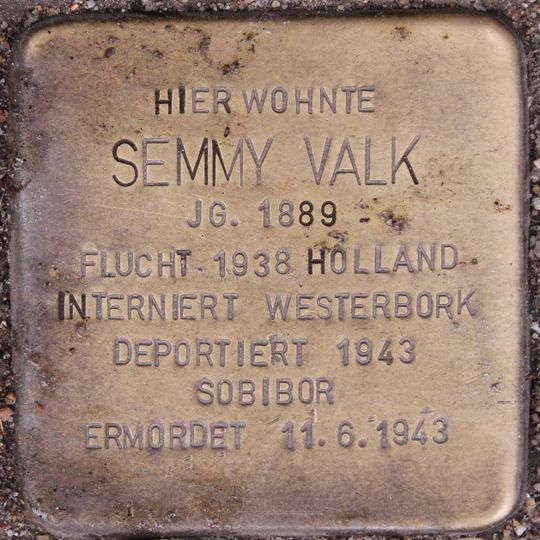 HIER WOHNTE
SEMMY VALK
JG. 1889
FLUCHT 1938 HOLLAND
INTERNIERT WESTERBORK
DEPORTIERT 1943
SOBIBOR
ERMORDET 11.6.1943